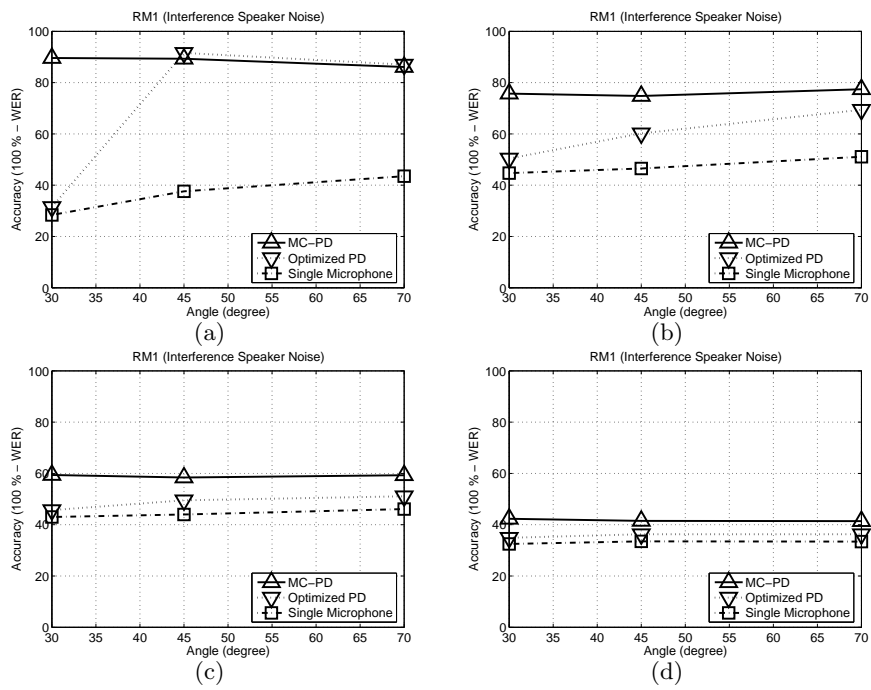 RM1 (Interference Speaker Noise)
100
80
60
40
20
0
Accuracy (100 % − WER)
MC−PD
Optimized PD
Single Microphone
30 35 40 45 50 55 60 65 70
Angle (degree)
(a)
RM1 (Interference Speaker Noise)
100
80
60
40
20
0
Accuracy (100 % − WER)
MC−PD
Optimized PD
Single Microphone
30 35 40 45 50 55 60 65 70
Angle (degree)
(b)
RM1 (Interference Speaker Noise)
100
80
60
40
20
0
Accuracy (100 % − WER)
MC−PD
Optimized PD
Single Microphone
30 35 40 45 50 55 60 65 70
Angle (degree)
(c)
RM1 (Interference Speaker Noise)
100
80
60
40
20
0
Accuracy (100 % − WER)
MC−PD
Optimized PD
Single Microphone
30 35 40 45 50 55 60 65 70
Angle (degree)
(d)